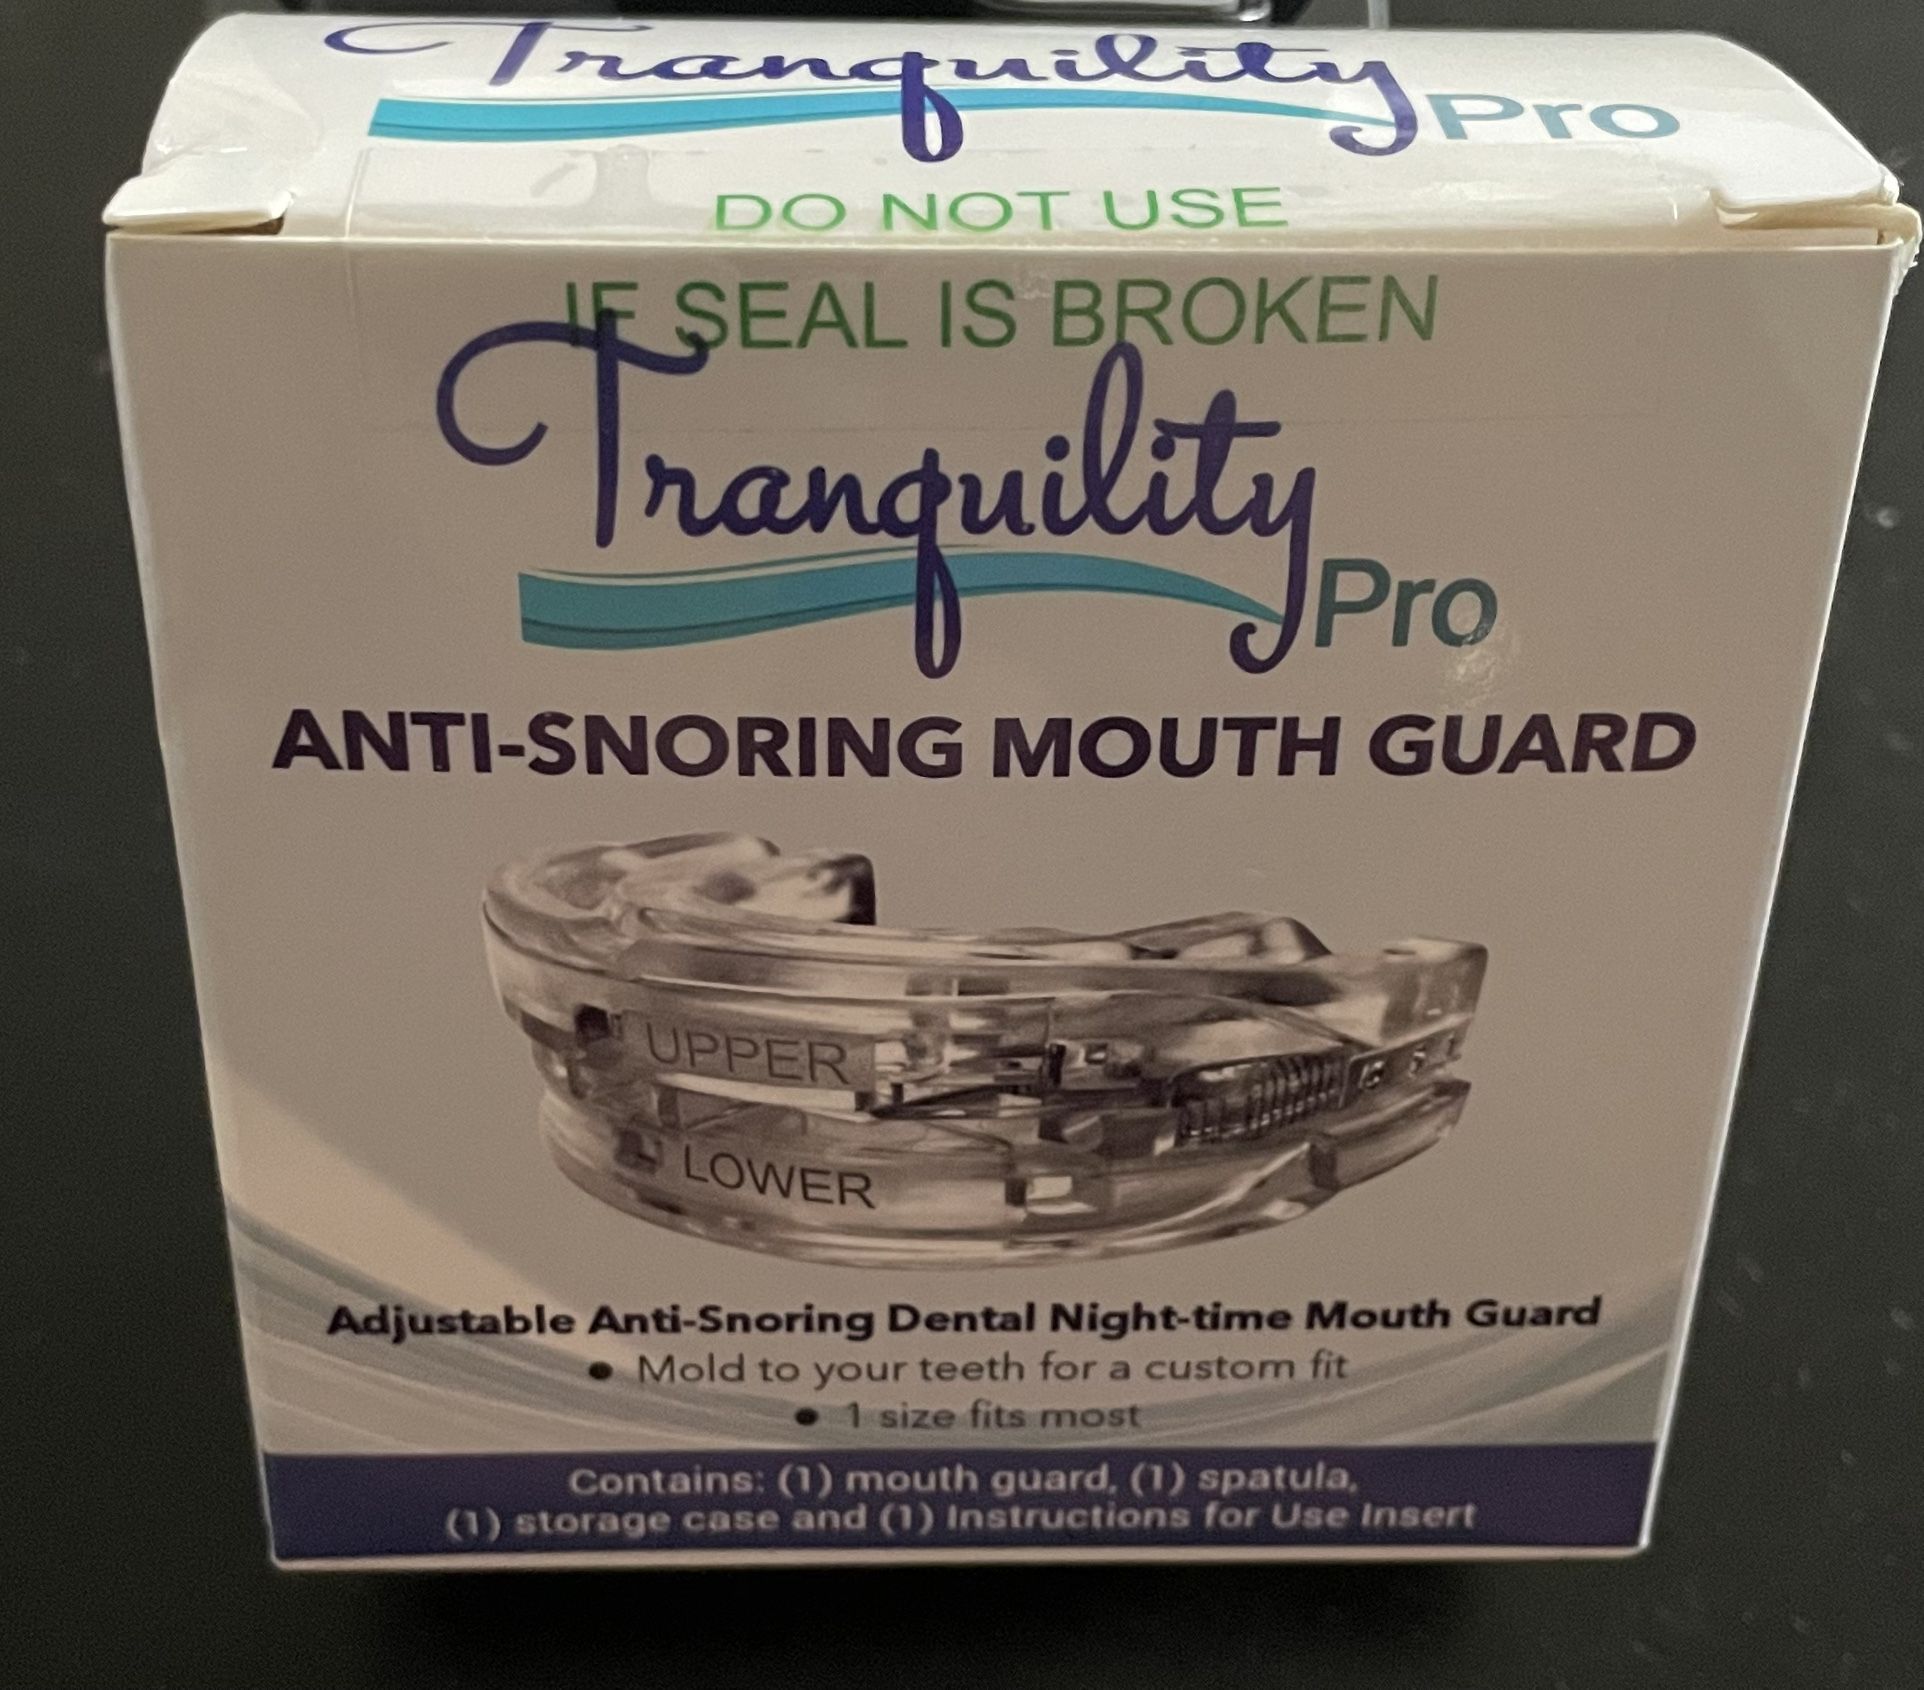 Tranquility Pro
DO NOT USE
IF SEAL IS BROKEN
Tranquility Pro
ANTI-SNORING MOUTH GUARD
UPPER
LOWER
Adjustable Anti-Snoring Dental Night-time Mouth Guard
• Mold to your teeth for a custom fit
• 1 size fits most
Contains: (1) mouth guard, (1) spatula,
(1) storage case and (1) Instructions for Use Insert